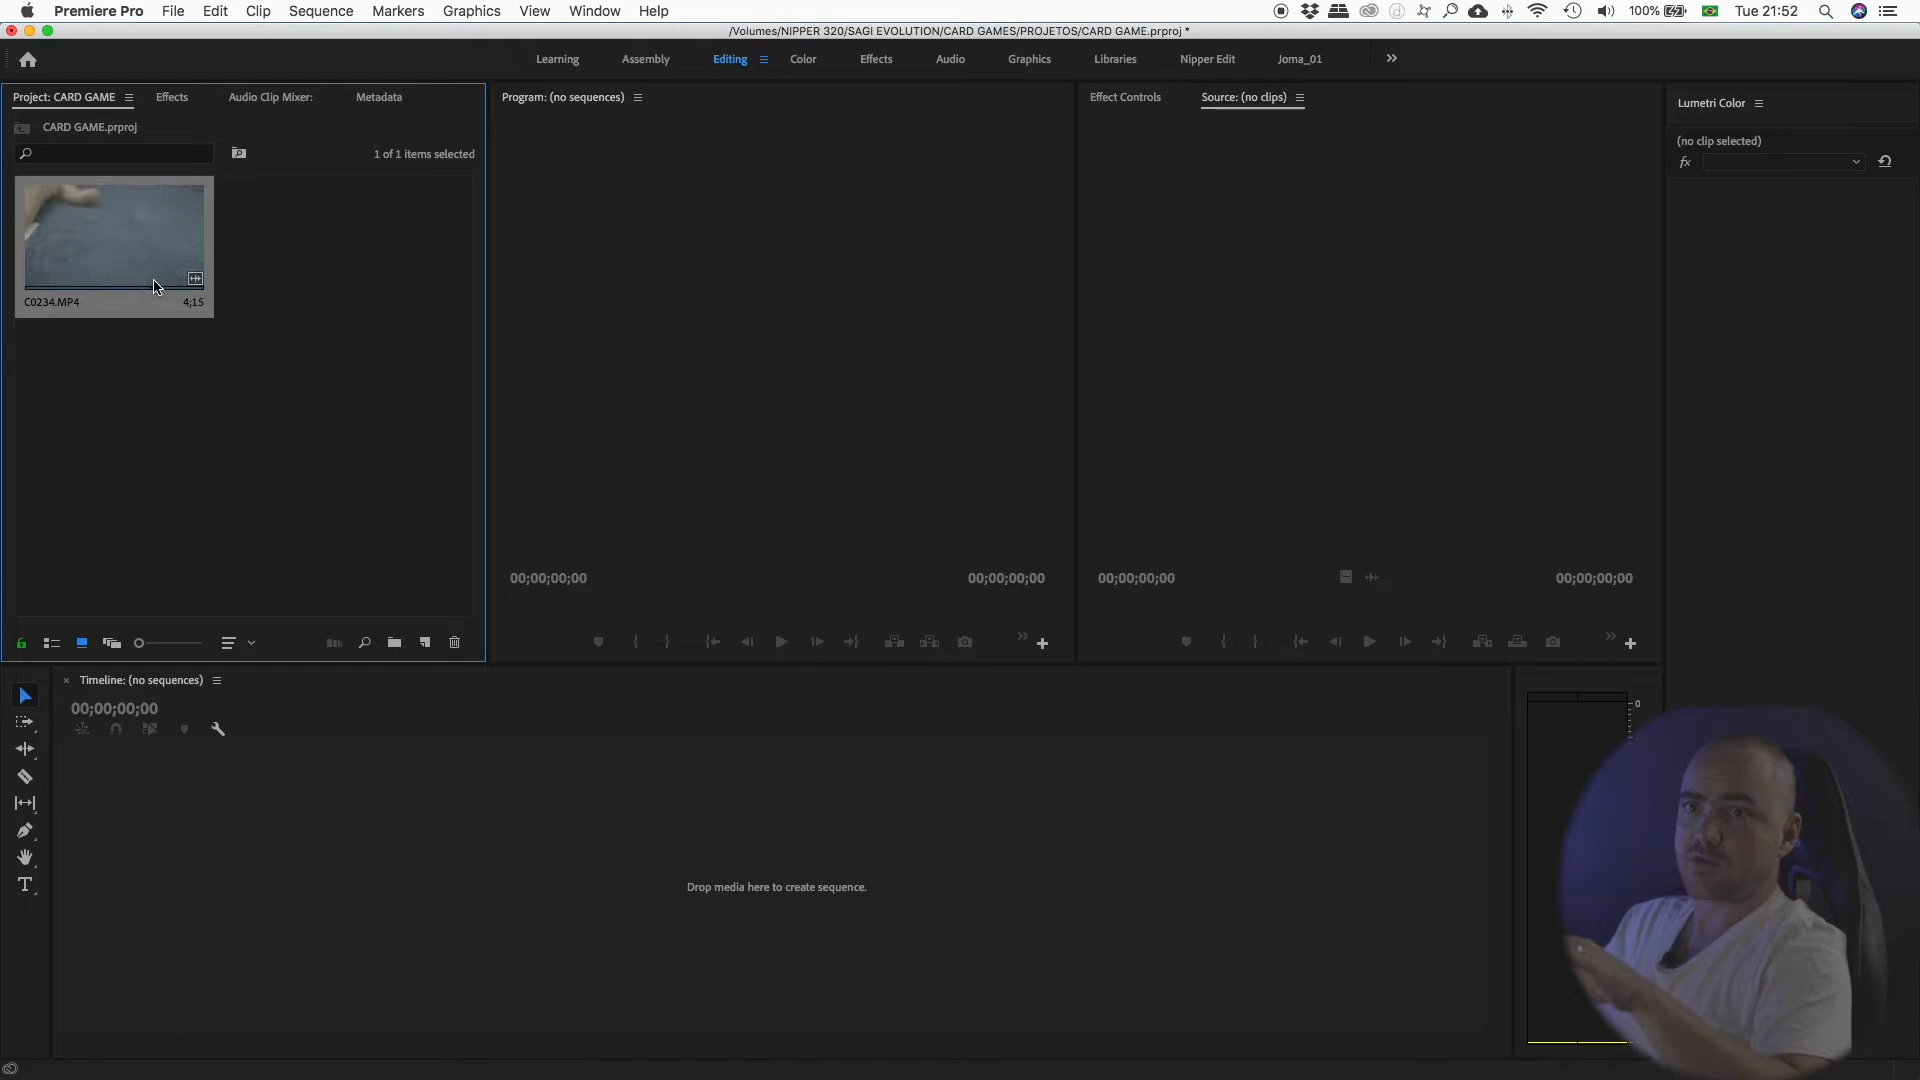 Premiere Pro File Edit Clip Sequence Markers Graphics View Window Help 100% Tue 21:52
/Volumes/NIPPER 320/SAGI EVOLUTION/CARD GAMES/PROJETOS/CARD GAME.prproj *
Learning Assembly Editing Color Effects Audio Graphics Libraries Nipper Edit Joma_01
Project: CARD GAME Effects Audio Clip Mixer: Metadata
CARD GAME.prproj
1 of 1 items selected
C0234.MP4 4;15
Program: (no sequences)
00;00;00;00 00;00;00;00
Effect Controls Source: (no clips)
00;00;00;00 00;00;00;00
Lumetri Color
(no clip selected)
fx
Timeline: (no sequences)
00;00;00;00
Drop media here to create sequence.
0